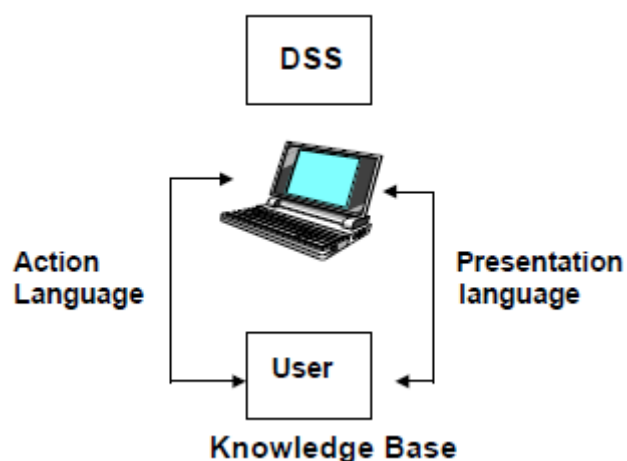 DSS
Action
Language
Presentation
language
User
Knowledge Base